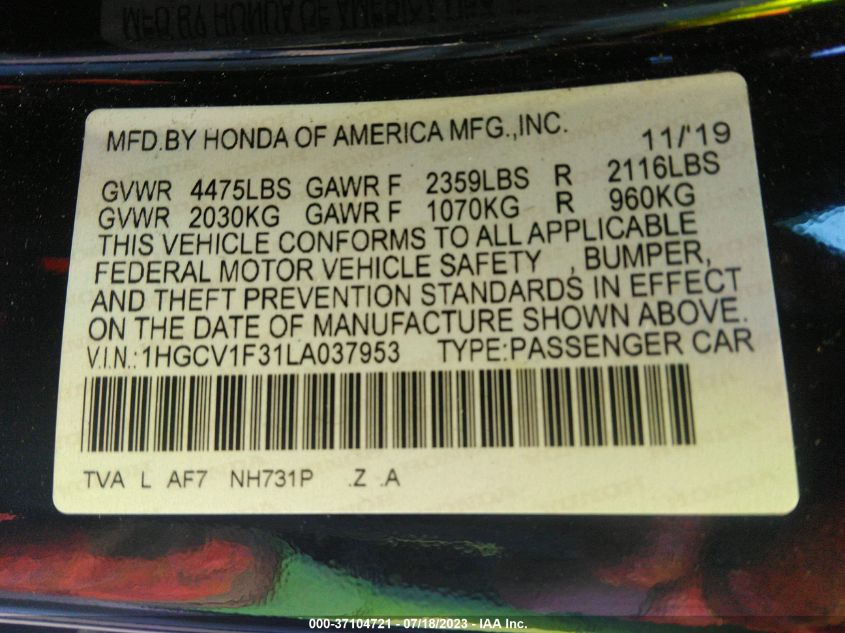 MFD.BY HONDA OF AMERICA MFG.,INC. 11/'19
GVWR 4475LBS GAWR F 2359LBS R 2116LBS
GVWR 2030KG GAWR F 1070KG R 960KG
THIS VEHICLE CONFORMS TO ALL APPLICABLE
FEDERAL MOTOR VEHICLE SAFETY , BUMPER,
AND THEFT PREVENTION STANDARDS IN EFFECT
ON THE DATE OF MANUFACTURE SHOWN ABOVE.
V.I.N.: 1HGCV1F31LA037953 TYPE:PASSENGER CAR
TVA L AF7 NH731P .Z .A
000-37104721 - 07/18/2023 - IAA Inc.